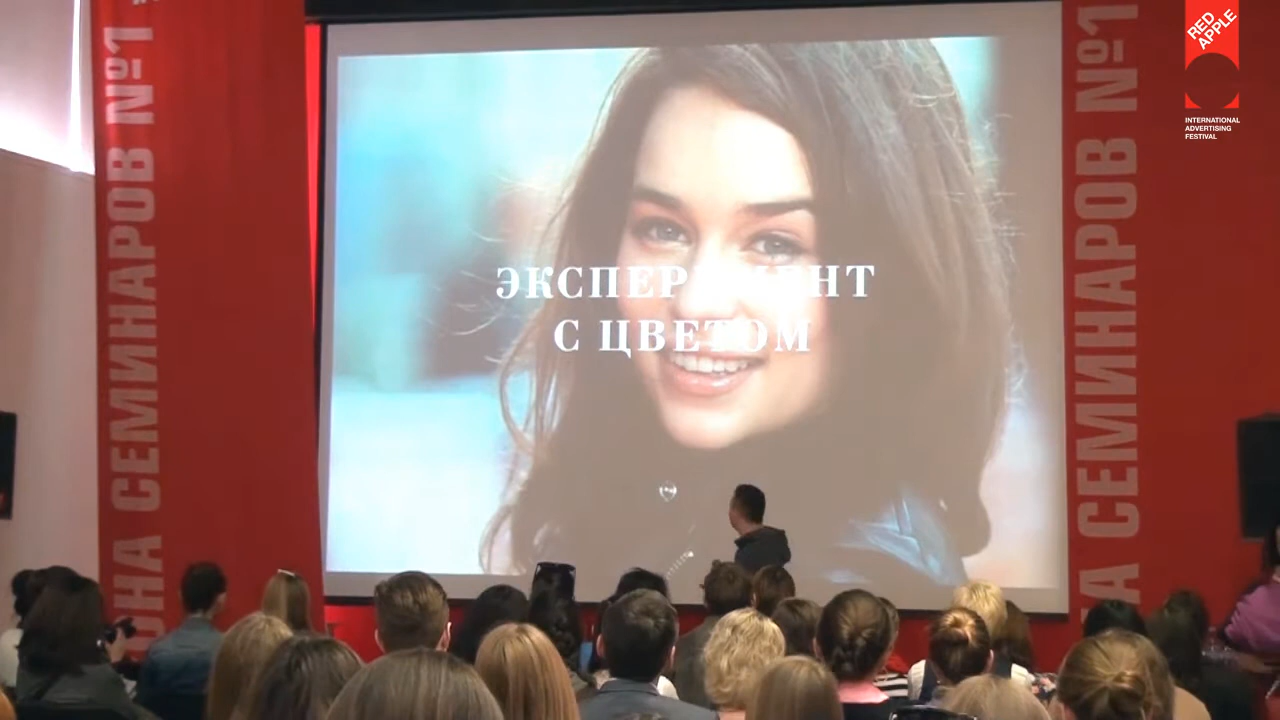 ЭКСПЕРИМЕНТ
С ЦВЕТОМ
СЕМИНАРОВ №1
СЕМИНАРОВ №1
RED
APPLE
INTERNATIONAL
ADVERTISING
FESTIVAL